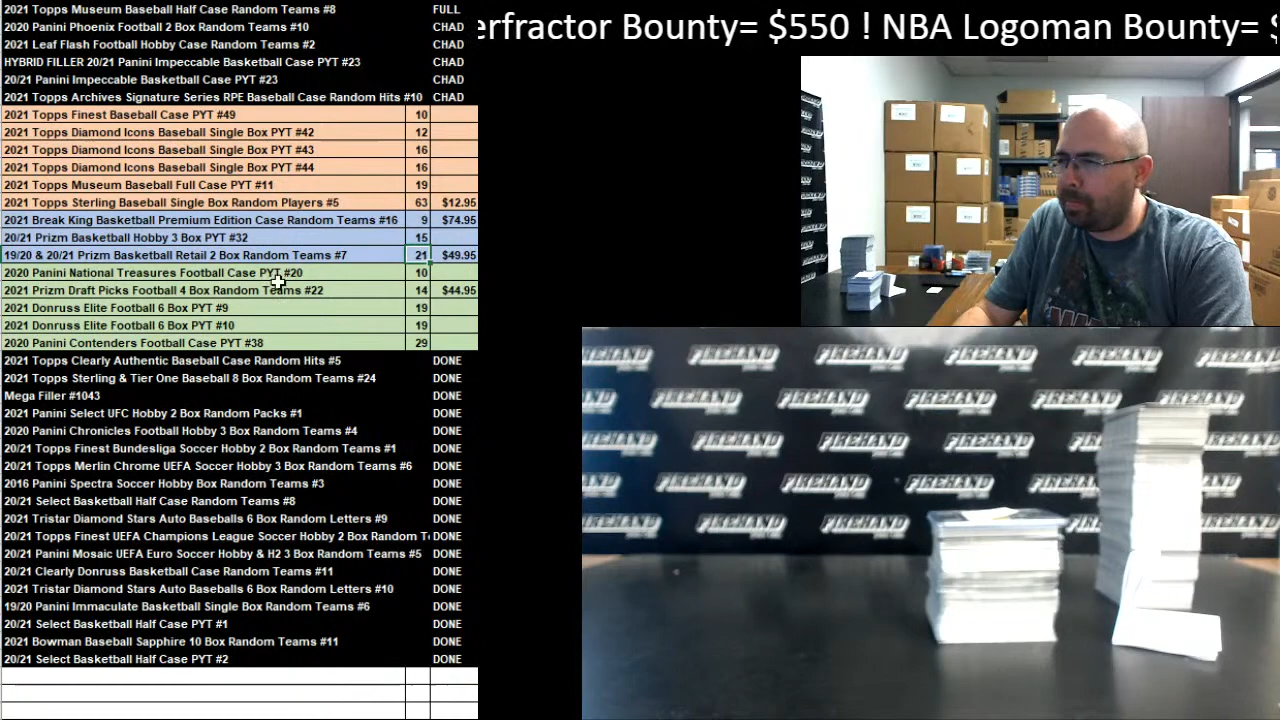 2021 Topps Museum Baseball Half Case Random Teams #8 FULL
2020 Panini Phoenix Football 2 Box Random Teams #10 CHAD
2021 Leaf Flash Football Hobby Case Random Teams #2 CHAD
HYBRID FILLER 20/21 Panini Impeccable Basketball Case PYT #23 CHAD
20/21 Panini Impeccable Basketball Case PYT #23 CHAD
2021 Topps Archives Signature Series RPE Baseball Case Random Hits #10 CHAD
2021 Topps Finest Baseball Case PYT #49 10
2021 Topps Diamond Icons Baseball Single Box PYT #42 12
2021 Topps Diamond Icons Baseball Single Box PYT #43 16
2021 Topps Diamond Icons Baseball Single Box PYT #44 16
2021 Topps Museum Baseball Full Case PYT #11 19
2021 Topps Sterling Baseball Single Box Random Players #5 63 $12.95
2021 Break King Basketball Premium Edition Case Random Teams #16 9 $74.95
20/21 Prizm Basketball Hobby 3 Box PYT #32 15
19/20 & 20/21 Prizm Basketball Retail 2 Box Random Teams #7 21 $49.95
2020 Panini National Treasures Football Case PYT #20 10
2021 Prizm Draft Picks Football 4 Box Random Teams #22 14 $44.95
2021 Donruss Elite Football 6 Box PYT #9 19
2021 Donruss Elite Football 6 Box PYT #10 19
2020 Panini Contenders Football Case PYT #38 29
2021 Topps Clearly Authentic Baseball Case Random Hits #5 DONE
2021 Topps Sterling & Tier One Baseball 8 Box Random Teams #24 DONE
Mega Filler #1043 DONE
2021 Panini Select UFC Hobby 2 Box Random Packs #1 DONE
2020 Panini Chronicles Football Hobby 3 Box Random Teams #4 DONE
20/21 Topps Finest Bundesliga Soccer Hobby 2 Box Random Teams #1 DONE
20/21 Topps Merlin Chrome UEFA Soccer Hobby 3 Box Random Teams #6 DONE
2016 Panini Spectra Soccer Hobby Box Random Teams #3 DONE
20/21 Select Basketball Half Case Random Teams #8 DONE
2021 Tristar Diamond Stars Auto Baseballs 6 Box Random Letters #9 DONE
20/21 Topps Finest UEFA Champions League Soccer Hobby 2 Box Random T DONE
20/21 Panini Mosaic UEFA Euro Soccer Hobby & H2 3 Box Random Teams #5 DONE
20/21 Clearly Donruss Basketball Case Random Teams #11 DONE
2021 Tristar Diamond Stars Auto Baseballs 6 Box Random Letters #10 DONE
19/20 Panini Immaculate Basketball Single Box Random Teams #6 DONE
20/21 Select Basketball Half Case PYT #1 DONE
2021 Bowman Baseball Sapphire 10 Box Random Teams #11 DONE
20/21 Select Basketball Half Case PYT #2 DONE
erfractor Bounty= $550 ! NBA Logoman Bounty= $
FIREHAND FIREHAND FIREHAND FIREHAND FIREHAND
FIREHAND FIREHAND FIREHAND FIREHAND
FIREHAND FIREHAND FIREHAND FIREHAND
FIREHAND FIREHAND FIREHAND FIREHAND
FIREHAND FIREHAND FIREHAND